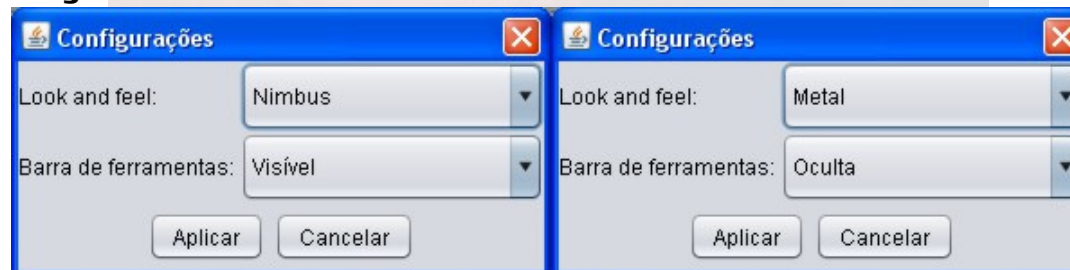 Configurações
Look and feel: Nimbus
Barra de ferramentas: Visível
Aplicar Cancelar
Configurações
Look and feel: Metal
Barra de ferramentas: Oculta
Aplicar Cancelar